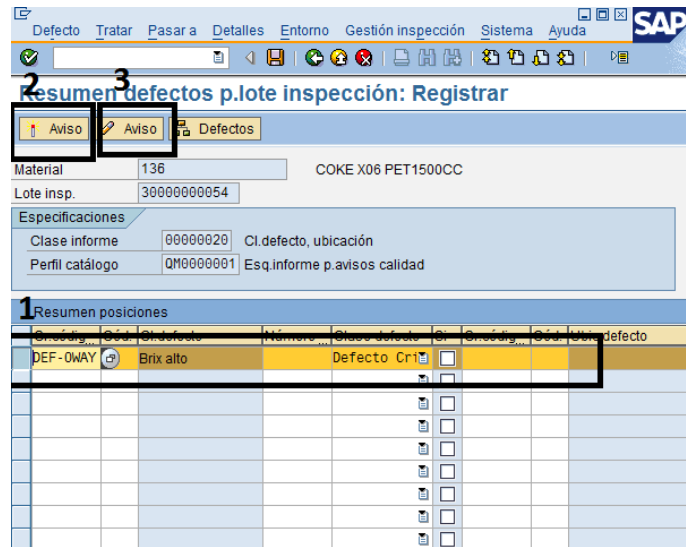 Defecto Tratar Pasar a Detalles Entorno Gestión inspección Sistema Ayuda
SAP
Resumen defectos p.lote inspección: Registrar
2 3
Aviso Aviso Defectos
Material 136 COKE X06 PET1500CC
Lote insp. 30000000054
Especificaciones
Clase informe 00000020 Cl.defecto, ubicación
Perfil catálogo QM0000001 Esq.informe p.avisos calidad
1
Resumen posiciones
Gr.códig... Cód. Cl.defecto Número ... Clase defecto Gr.códig... Cód. Ubic.defecto
DEF-OWAY Brix alto Defecto Crí